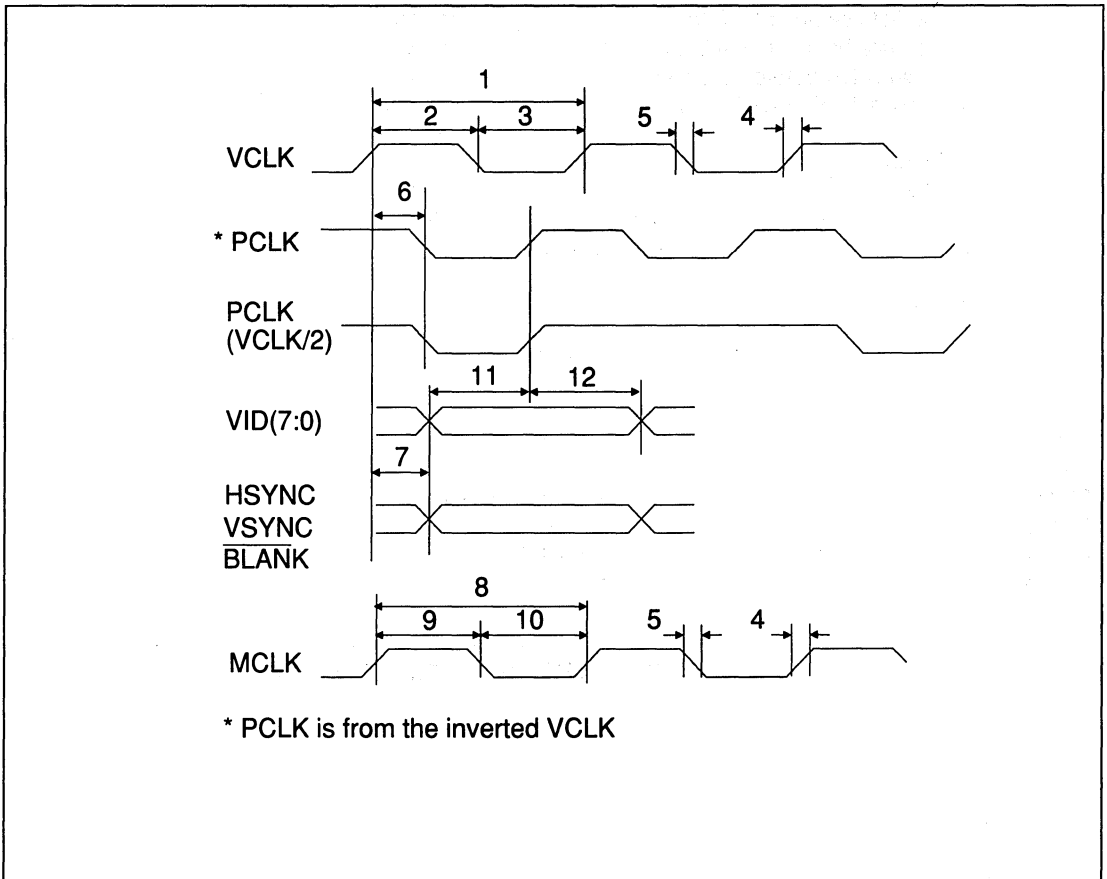 1
2 3 5 4
VCLK
6
* PCLK
PCLK
(VCLK/2)
11 12
VID(7:0)
7
HSYNC
VSYNC
BLANK
8
9 10 5 4
MCLK
* PCLK is from the inverted VCLK